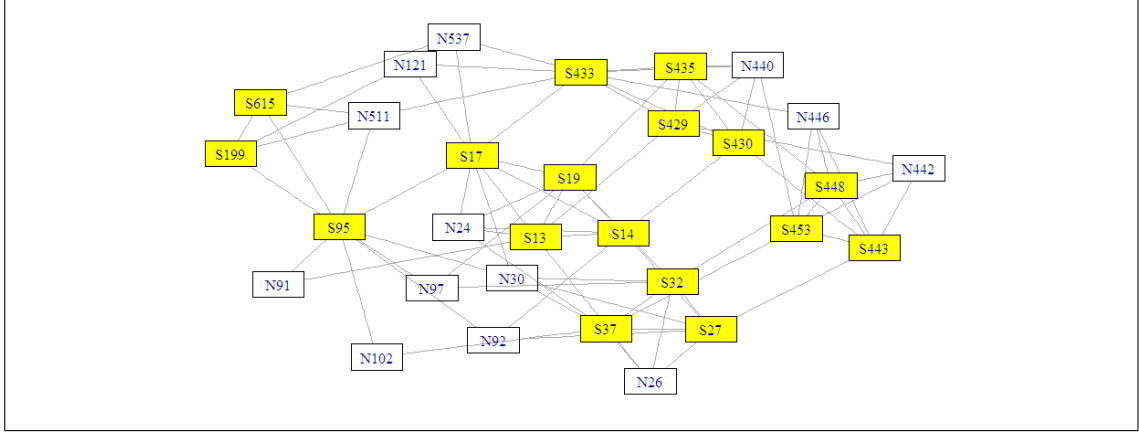 N537
N121
S433
S435
N440
S615
N511
S429
N446
S430
S199
S17
N442
S19
S448
S95
N24
S13
S14
S453
S443
N91
N97
N30
S32
S37
S27
N92
N102
N26